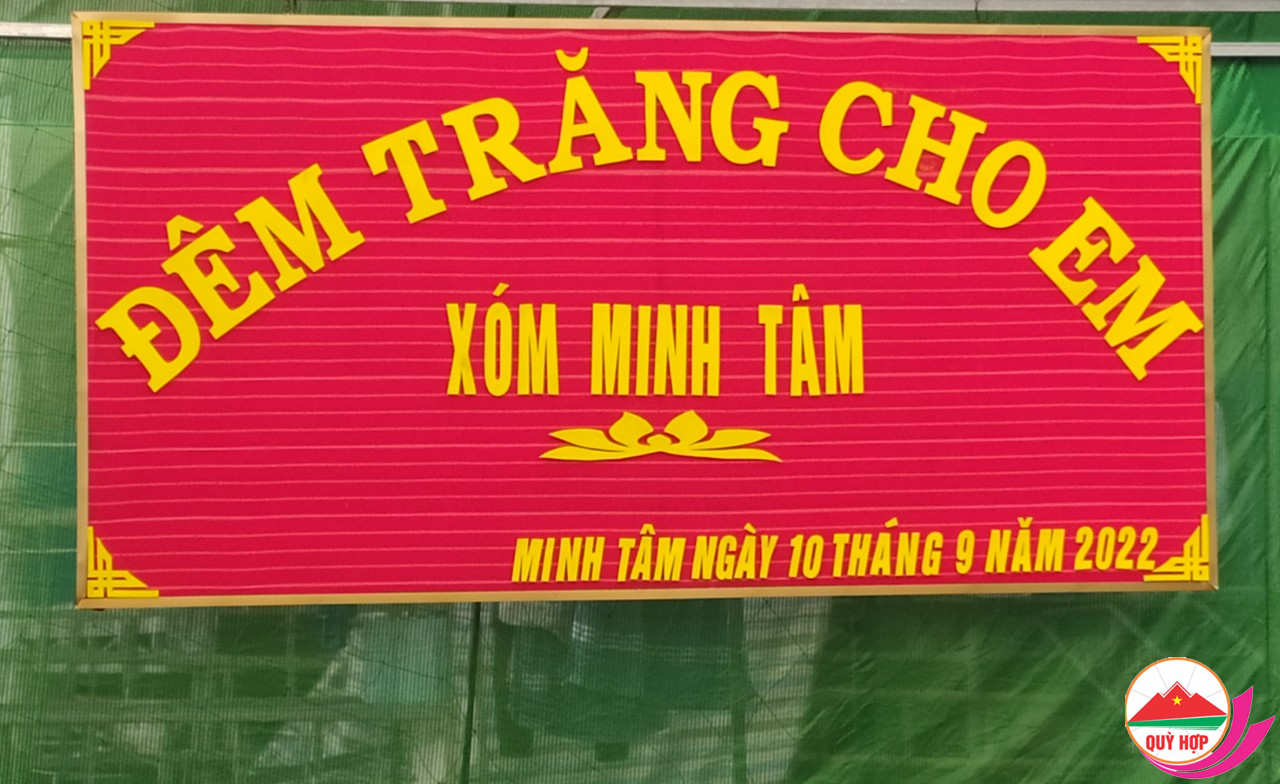 ĐÊM TRĂNG CHO EM
XÓM MINH TÂM
MINH TÂM NGÀY 10 THÁNG 9 NĂM 2022
QUỲ HỢP